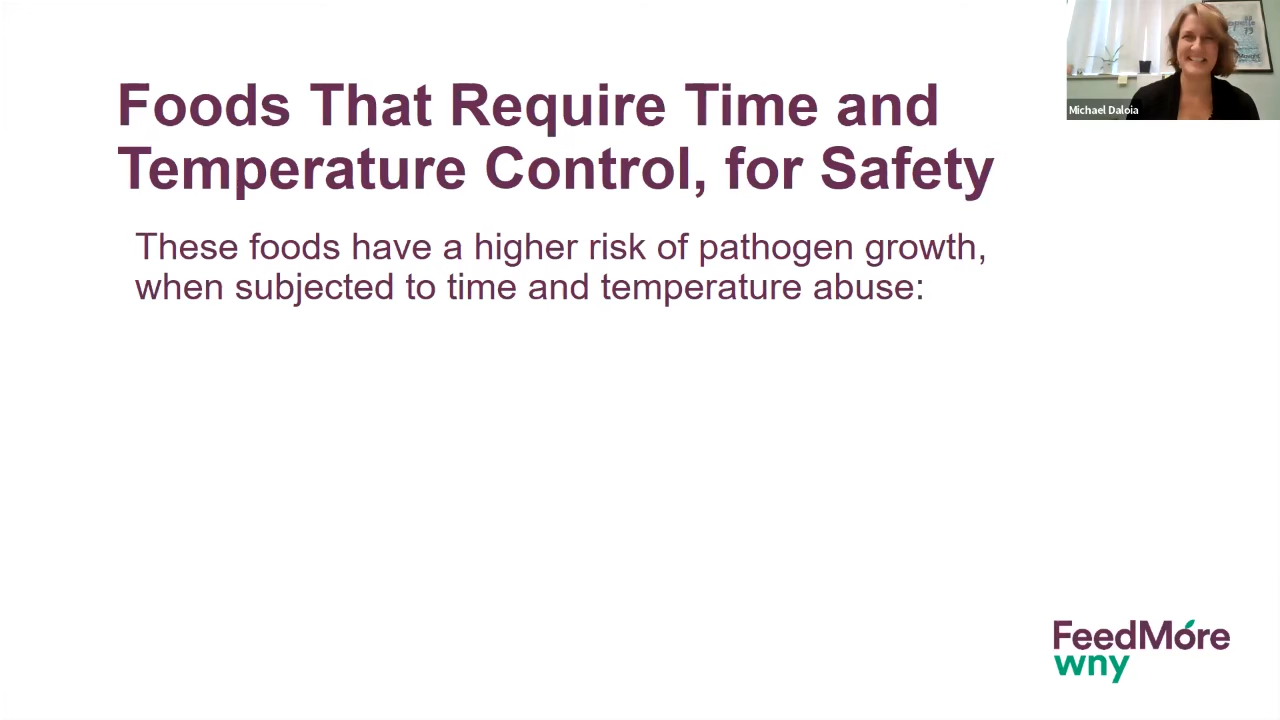 Foods That Require Time and
Temperature Control, for Safety
These foods have a higher risk of pathogen growth,
when subjected to time and temperature abuse:
Michael Daloia
FeedMore
wny